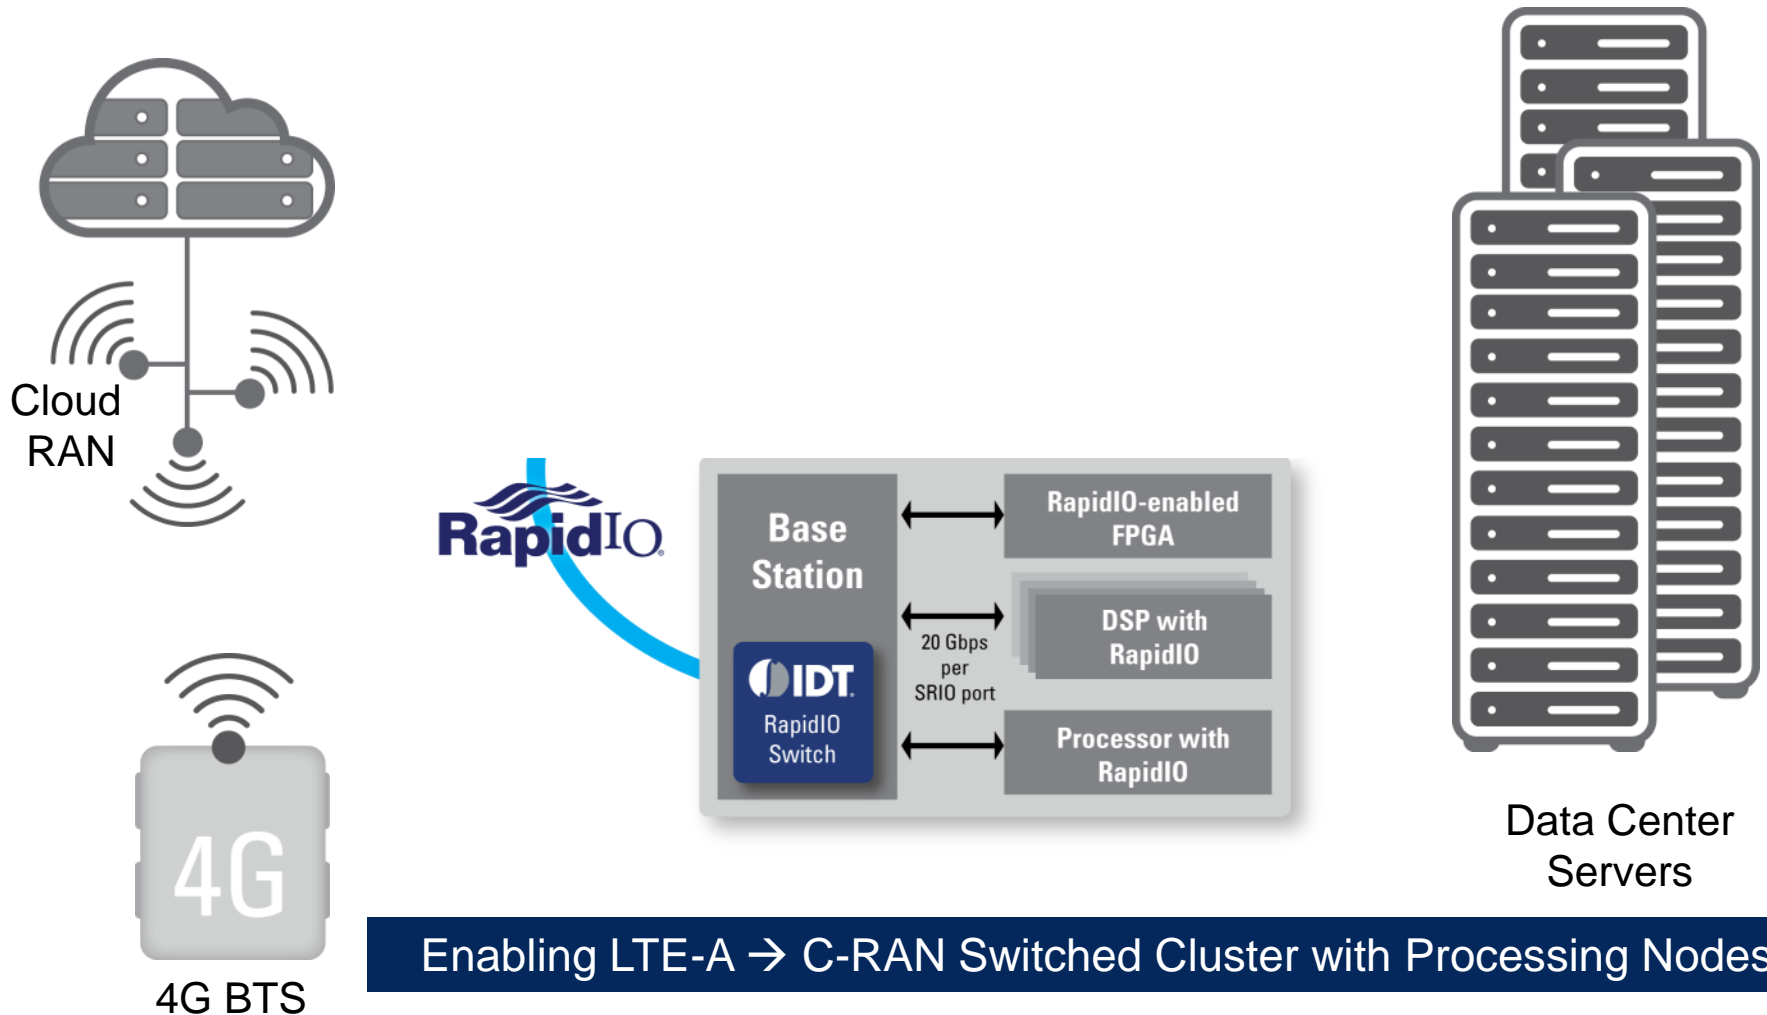 Cloud
RAN
4G
4G BTS
RapidIO®
Base
Station
IDT.
RapidIO
Switch
20 Gbps
per
SRIO port
RapidIO-enabled
FPGA
DSP with
RapidIO
Processor with
RapidIO
Data Center
Servers
Enabling LTE-A → C-RAN Switched Cluster with Processing Nodes